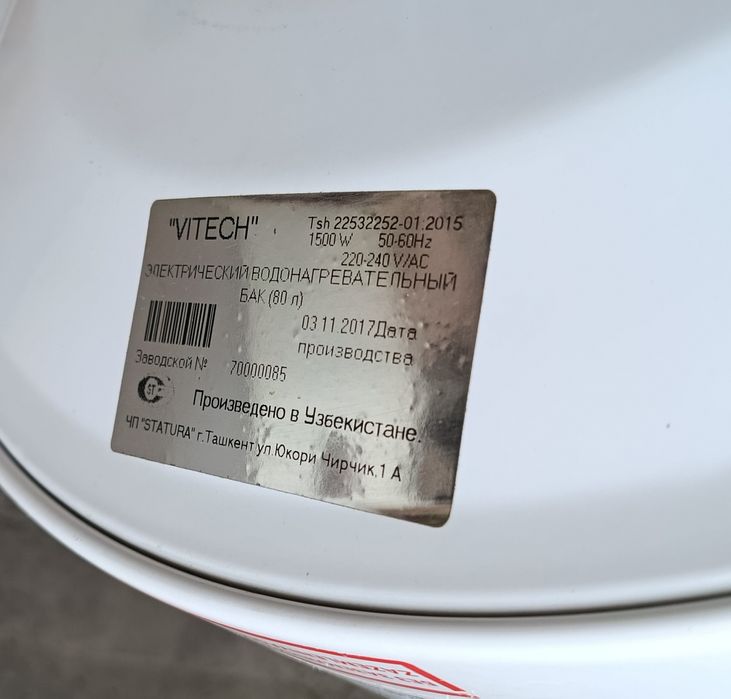 "VITECH"
Tsh 22532252-01:2015
1500 W 50-60Hz
220-240 V/AC
ЭЛЕКТРИЧЕСКИЙ ВОДОНАГРЕВАТЕЛЬНЫЙ
БАК (80 л)
03 11.2017Дата
производства
Заводской № 70000085
ST
Произведено в Узбекистане.
ЧП "STATURA" г.Ташкент ул.Юкори Чирчик,1 А